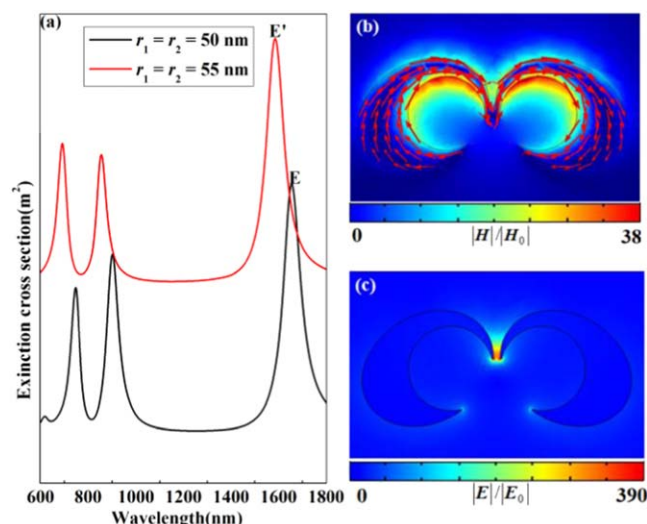 (a)
E'
r₁ = r₂ = 50 nm
r₁ = r₂ = 55 nm
E
Exinction cross section(m²)
600 800 1000 1200 1400 1600 1800
Wavelength(nm)
(b)
0 |H|/|H₀| 38
(c)
0 |E|/|E₀| 390